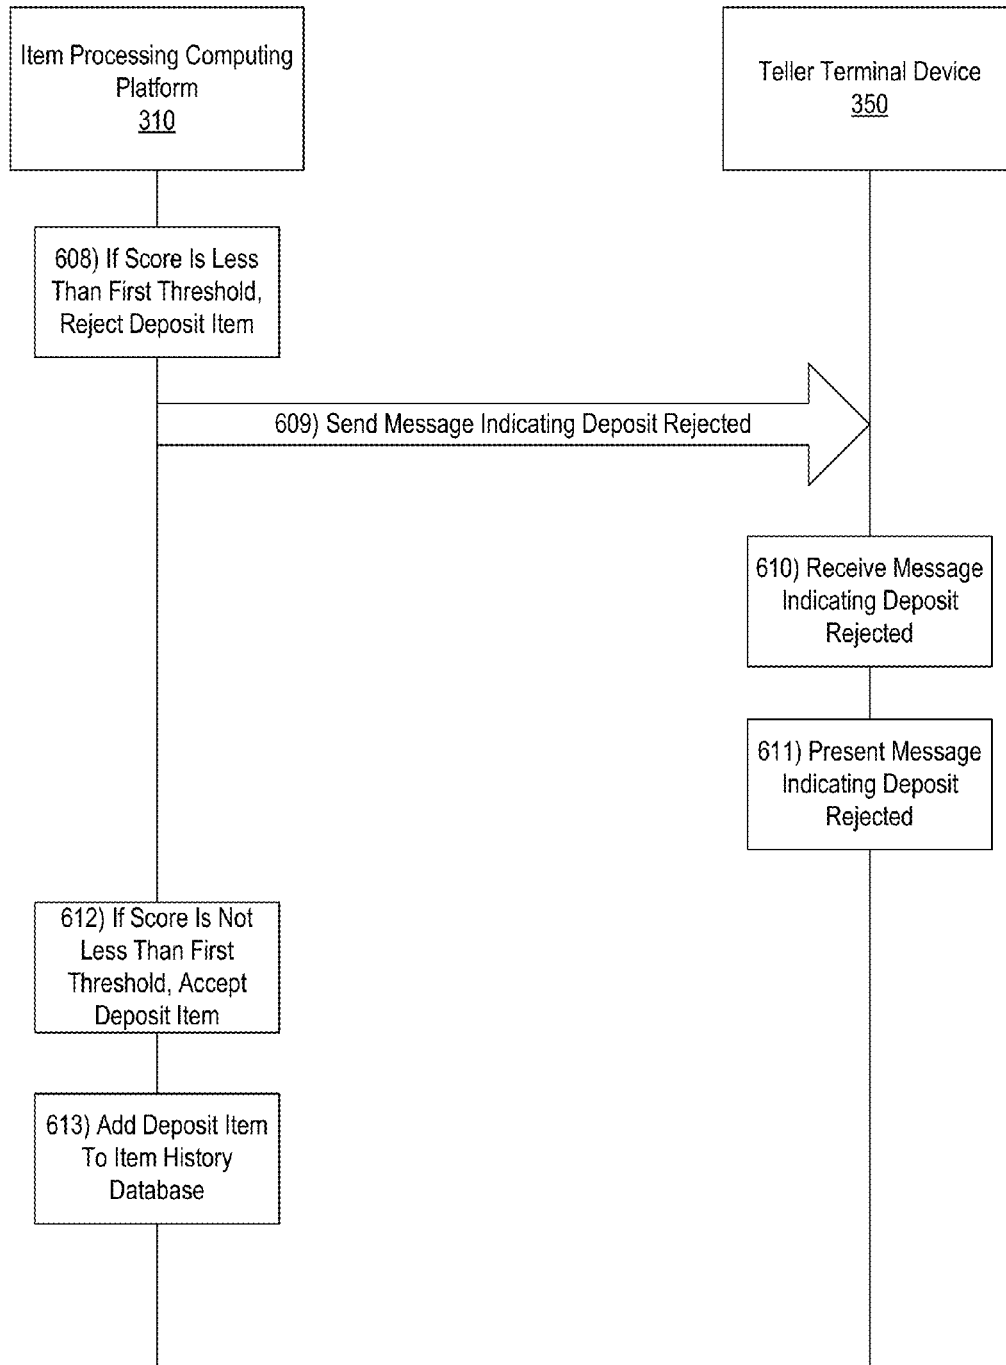 Item Processing Computing
Platform
310
Teller Terminal Device
350
608) If Score Is Less
Than First Threshold,
Reject Deposit Item
609) Send Message Indicating Deposit Rejected
610) Receive Message
Indicating Deposit
Rejected
611) Present Message
Indicating Deposit
Rejected
612) If Score Is Not
Less Than First
Threshold, Accept
Deposit Item
613) Add Deposit Item
To Item History
Database